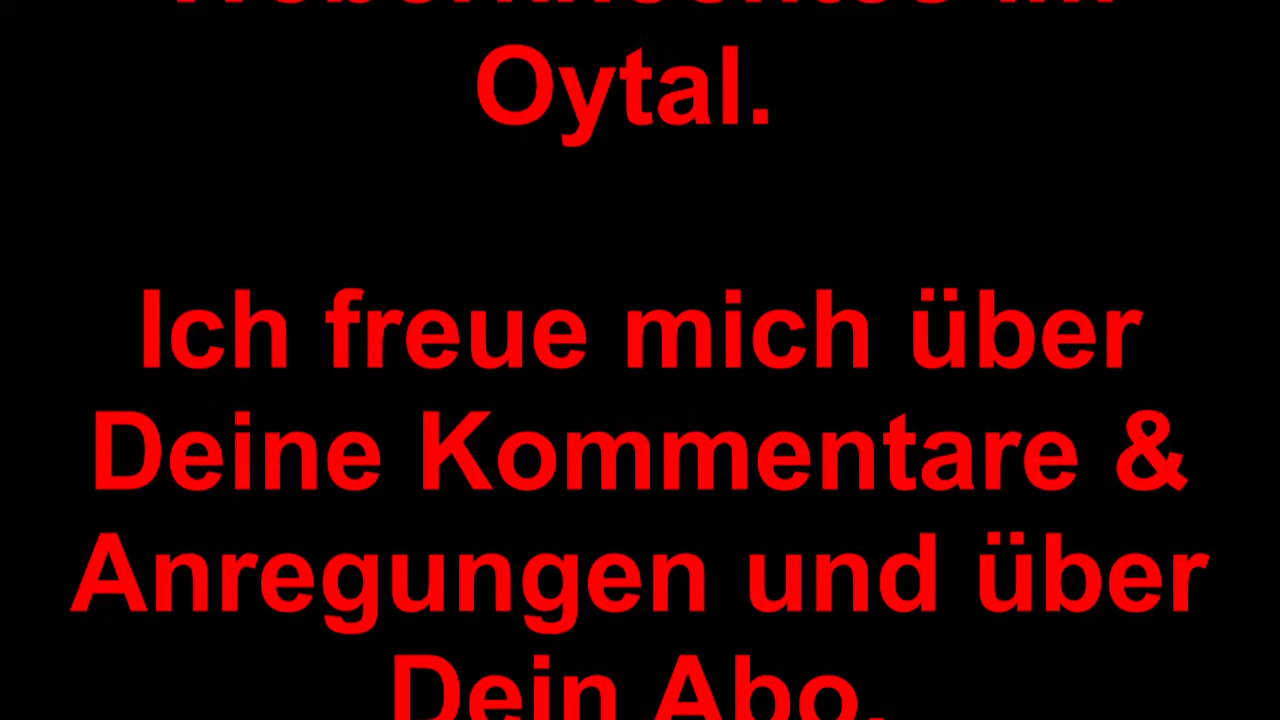 Oytal.
Ich freue mich über
Deine Kommentare &
Anregungen und über
Dein Abo.